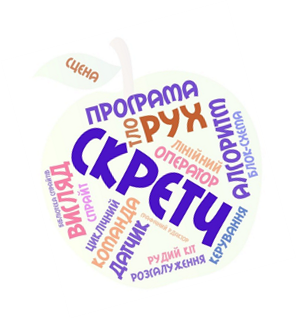 СЦЕНА
ПРОГРАМА
ТЛО
РУХ
СКРЕТЧ
ЛІНІЙНИЙ
ОПЕРАТОР
АЛГОРИТМ
БЛОК-СХЕМА
ВИГЛЯД
СПРАЙТ
ЦИКЛІЧНИЙ
КОМАНДА
ДАТЧИК
РУДИЙ КІТ
РОЗГАЛУЖЕННЯ
КЕРУВАННЯ